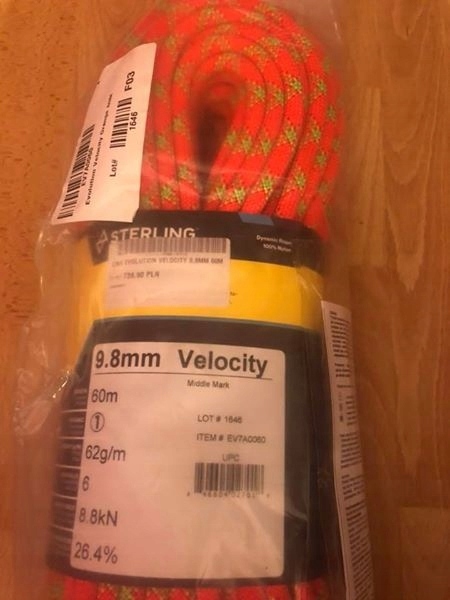 Evolution Velocity Orange
EV7A0060
Lot# 1646 F03
STERLING
Dynamic Rope
100% Nylon
EVOLUTION VELOCITY 9,8MM 60M
PLN
9.8mm Velocity
Middle Mark
60m
1
LOT # 1646
ITEM # EV7A0060
62g/m
UPC
6
8.8kN
26.4%